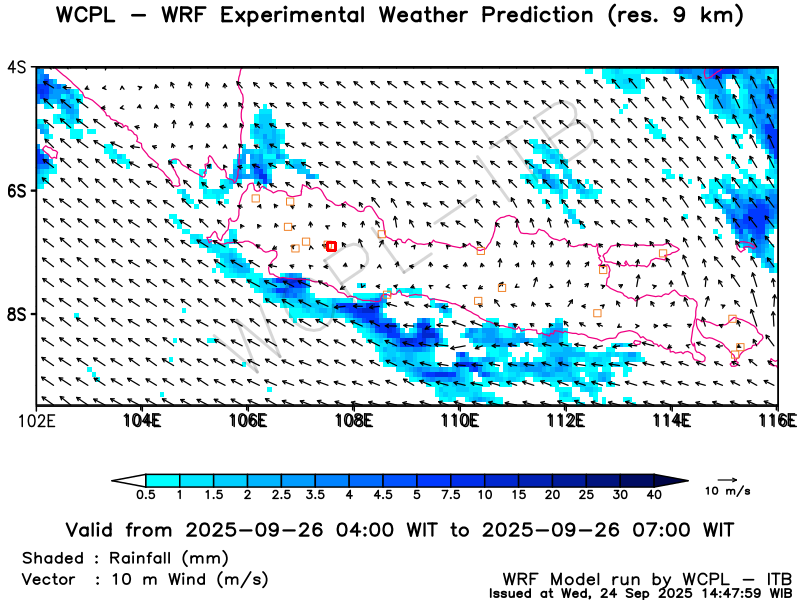 WCPL – WRF Experimental Weather Prediction (res. 9 km)
4S
6S
8S
WCPL-ITB
102E 104E 106E 108E 110E 112E 114E 116E
0.5 1 1.5 2 2.5 3.5 4 4.5 5 7.5 10 15 20 25 30 40
10 m/s
Valid from 2025-09-26 04:00 WIT to 2025-09-26 07:00 WIT
Shaded : Rainfall (mm)
Vector : 10 m Wind (m/s)
WRF Model run by WCPL – ITB
Issued at Wed, 24 Sep 2025 14:47:59 WIB